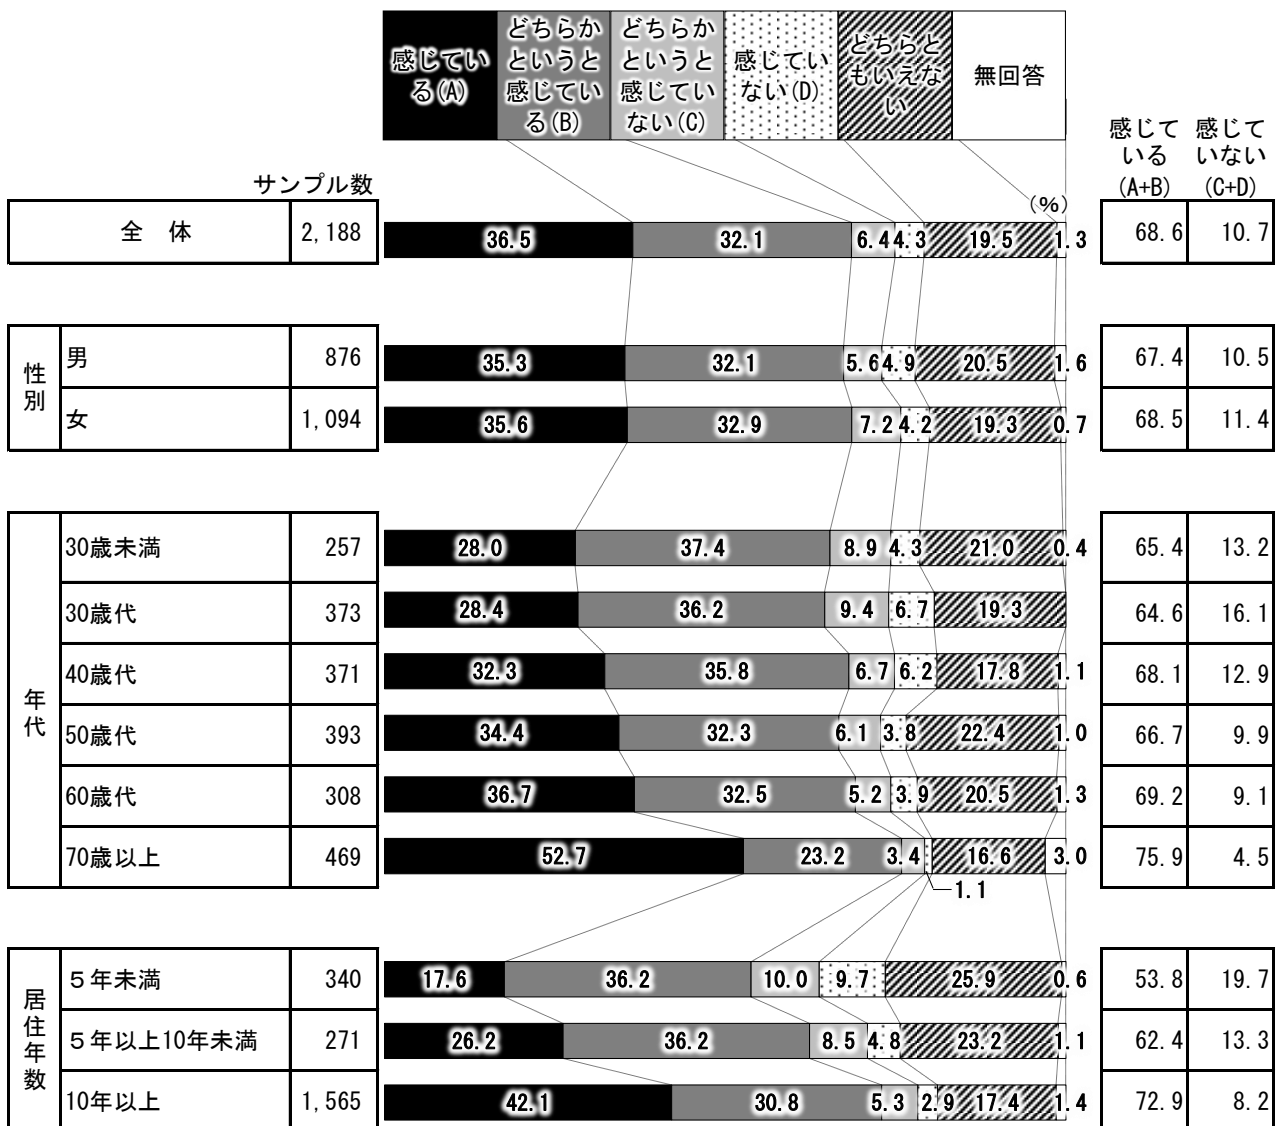 感じてい
る(A)
どちらか
というと
感じてい
る(B)
どちらか
というと
感じてい
ない(C)
感じてい
ない(D)
どちらと
もいえな
い
無回答
感じて
いる
(A+B)
感じて
いない
(C+D)
サンプル数
(%)
全 体 2,188 36.5 32.1 6.4 4.3 19.5 1.3 68.6 10.7
性別
男 876 35.3 32.1 5.6 4.9 20.5 1.6 67.4 10.5
女 1,094 35.6 32.9 7.2 4.2 19.3 0.7 68.5 11.4
年代
30歳未満 257 28.0 37.4 8.9 4.3 21.0 0.4 65.4 13.2
30歳代 373 28.4 36.2 9.4 6.7 19.3 64.6 16.1
40歳代 371 32.3 35.8 6.7 6.2 17.8 1.1 68.1 12.9
50歳代 393 34.4 32.3 6.1 3.8 22.4 1.0 66.7 9.9
60歳代 308 36.7 32.5 5.2 3.9 20.5 1.3 69.2 9.1
70歳以上 469 52.7 23.2 3.4 1.1 16.6 3.0 75.9 4.5
居住年数
5年未満 340 17.6 36.2 10.0 9.7 25.9 0.6 53.8 19.7
5年以上10年未満 271 26.2 36.2 8.5 4.8 23.2 1.1 62.4 13.3
10年以上 1,565 42.1 30.8 5.3 2.9 17.4 1.4 72.9 8.2